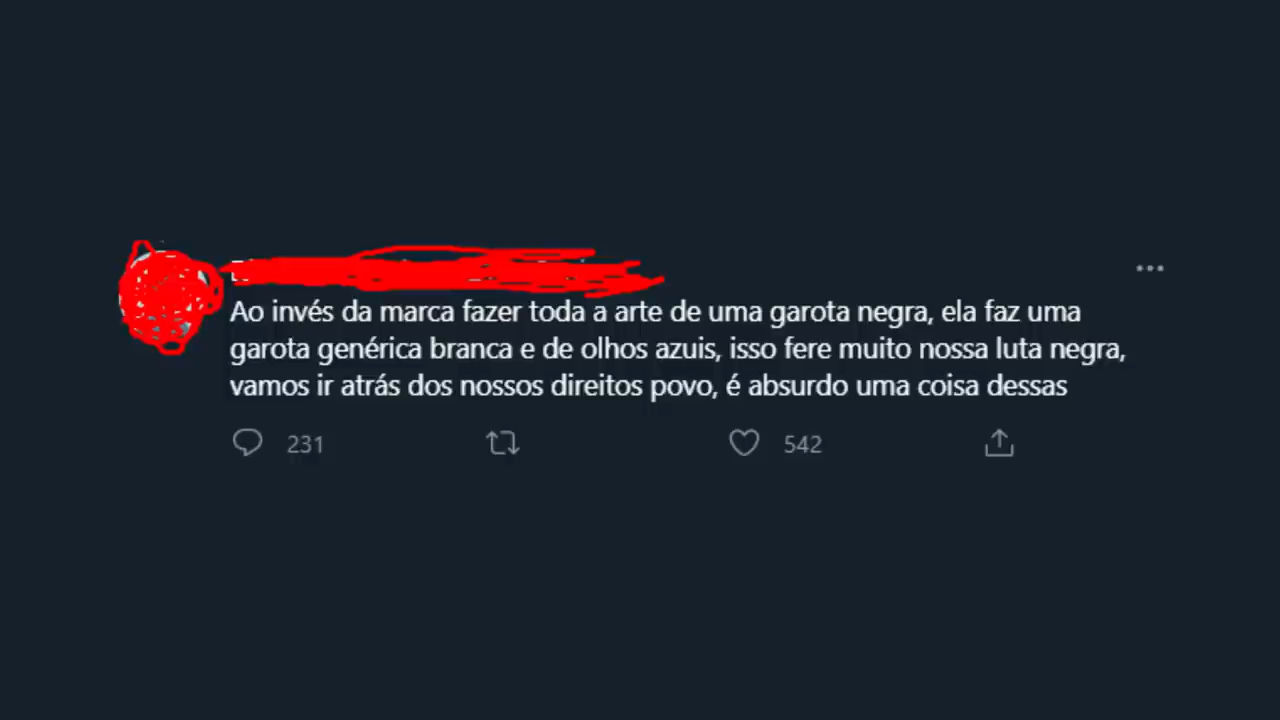 Ao invés da marca fazer toda a arte de uma garota negra, ela faz uma
garota genérica branca e de olhos azuis, isso fere muito nossa luta negra,
vamos ir atrás dos nossos direitos povo, é absurdo uma coisa dessas
231 542